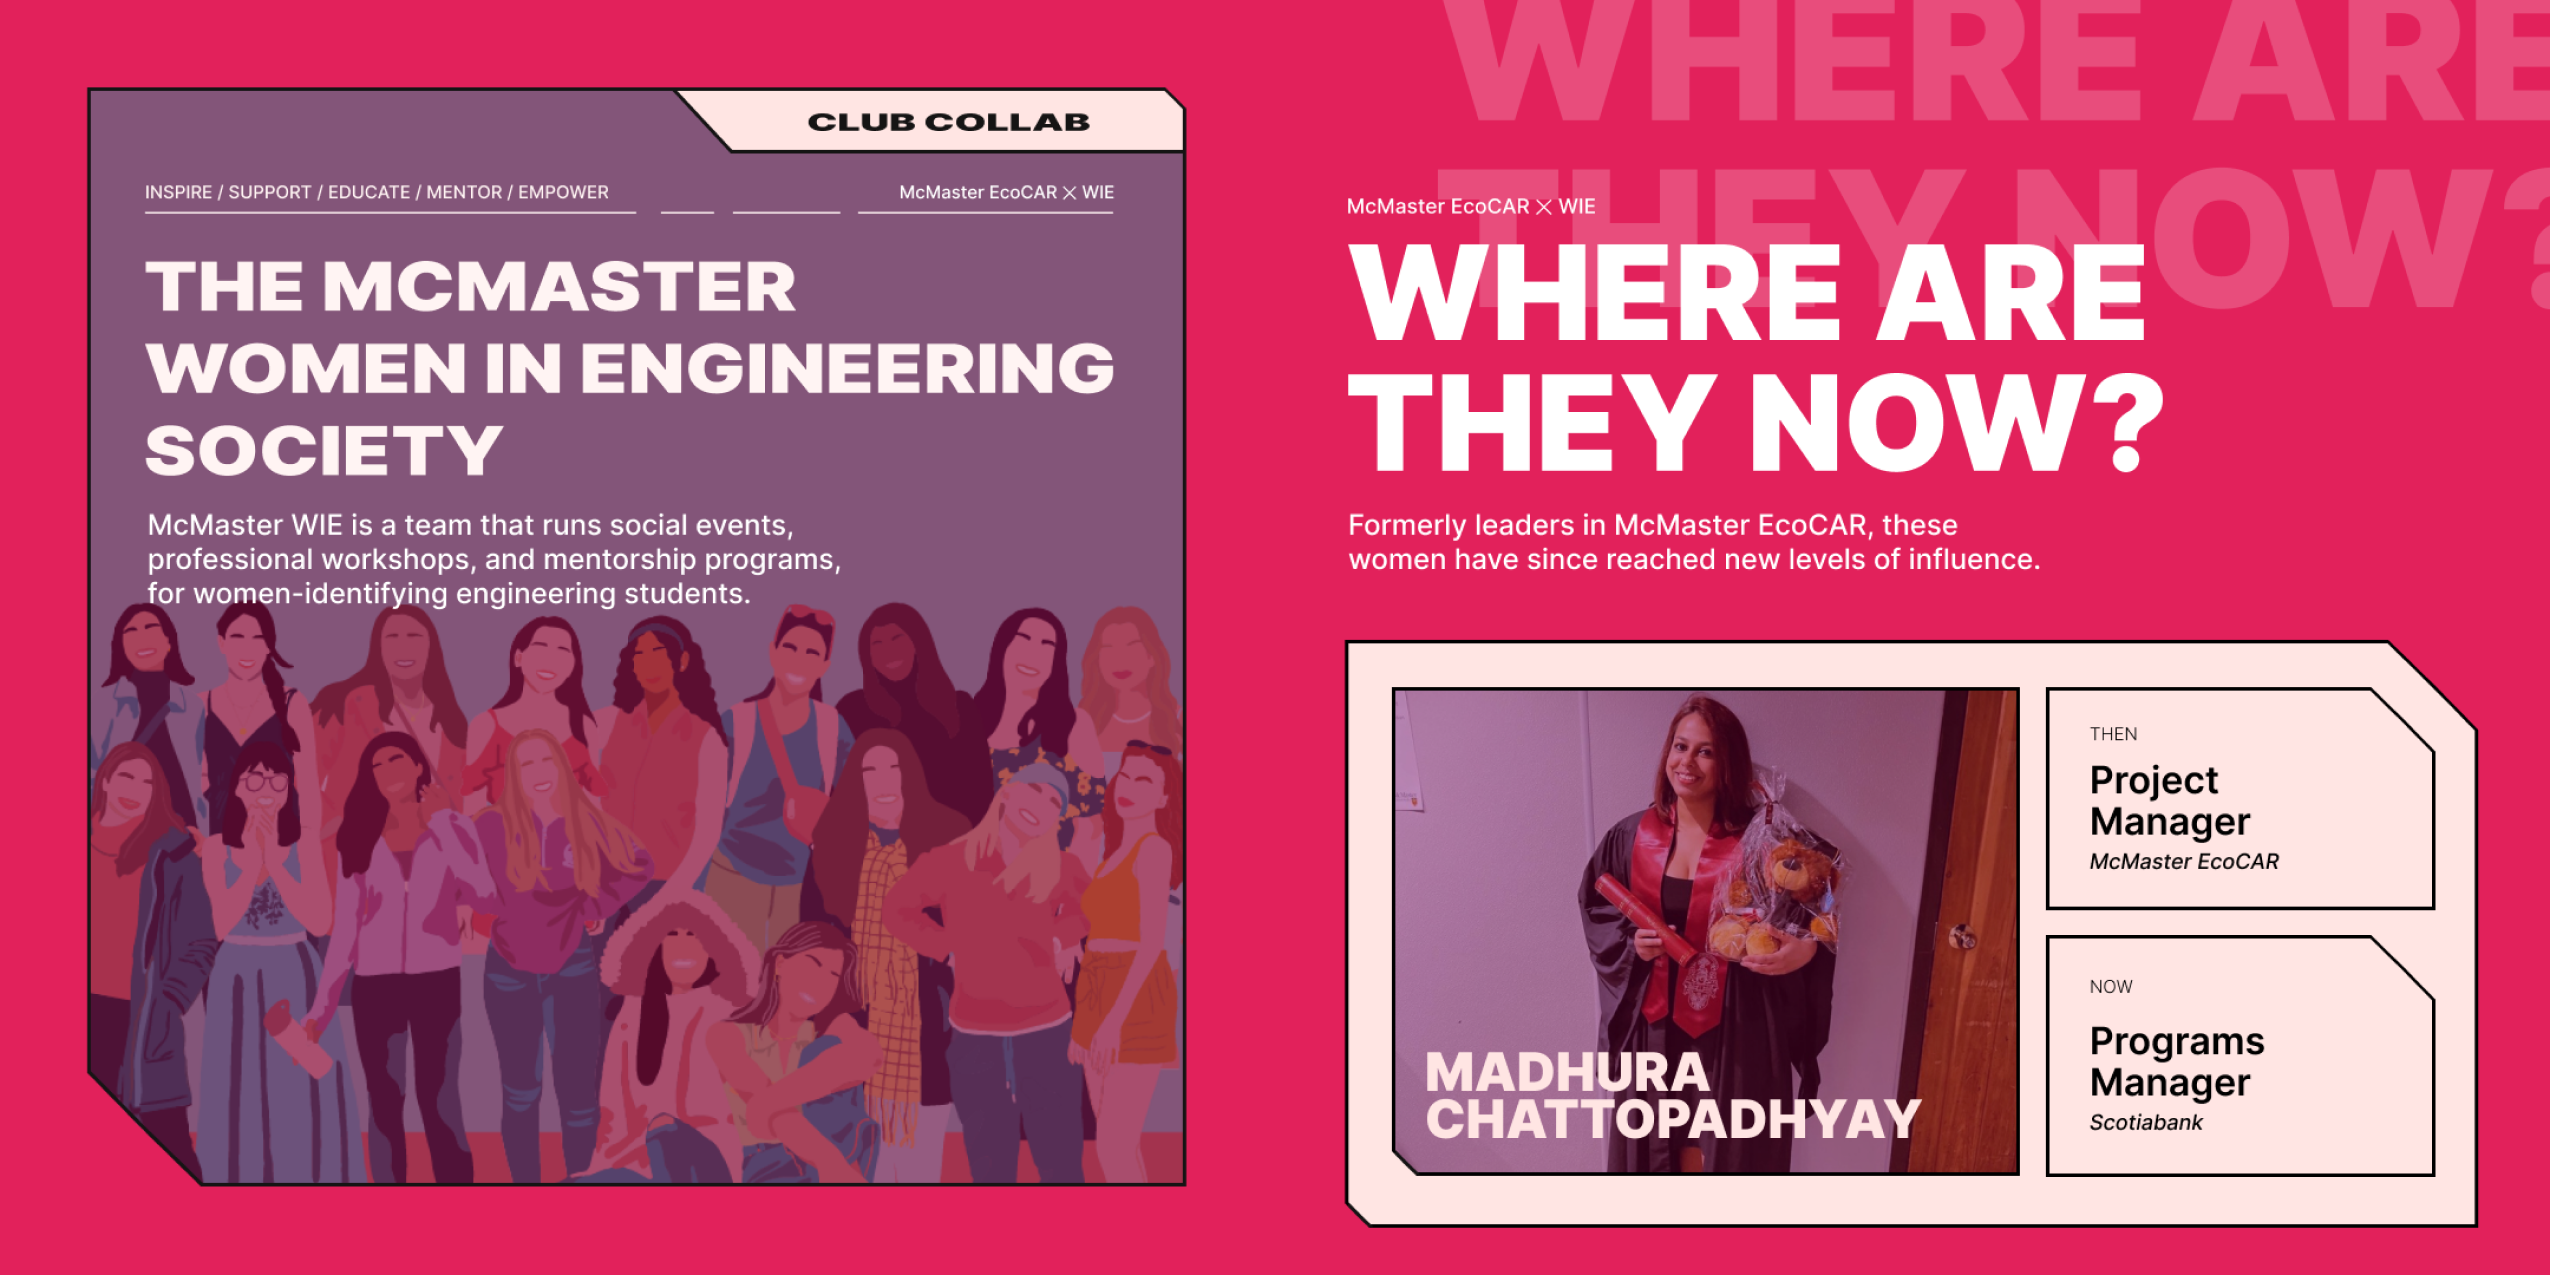 CLUB COLLAB
INSPIRE / SUPPORT / EDUCATE / MENTOR / EMPOWER
McMaster EcoCAR × WIE
THE MCMASTER
WOMEN IN ENGINEERING
SOCIETY
McMaster WIE is a team that runs social events,
professional workshops, and mentorship programs,
for women-identifying engineering students.
WHERE ARE
THEY NOW?
McMaster EcoCAR × WIE
WHERE ARE
THEY NOW?
Formerly leaders in McMaster EcoCAR, these
women have since reached new levels of influence.
MADHURA
CHATTOPADHYAY
THEN
Project
Manager
McMaster EcoCAR
NOW
Programs
Manager
Scotiabank